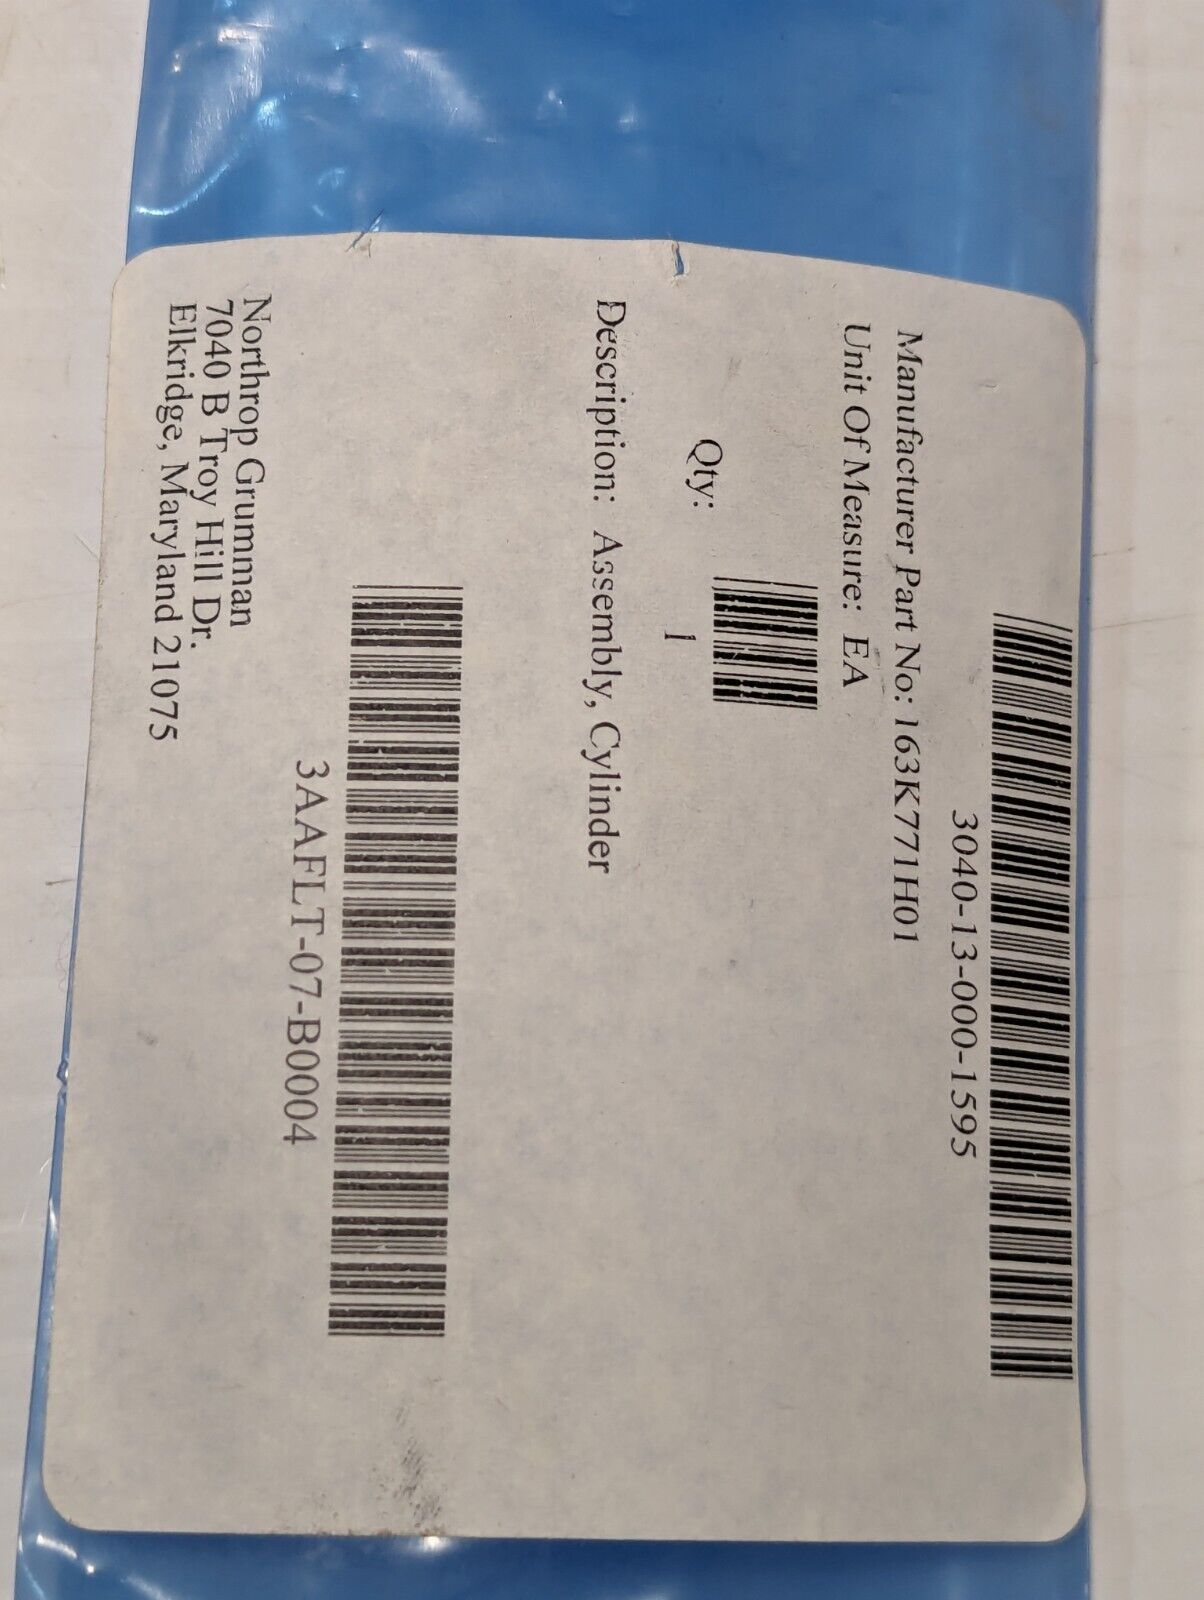 3040-13-000-1595
Manufacturer Part No: 163K771H01
Unit Of Measure: EA
Qty: 1
Description: Assembly, Cylinder
3AAFLT-07-B0004
Northrop Grumman
7040 B Troy Hill Dr.
Elkridge, Maryland 21075